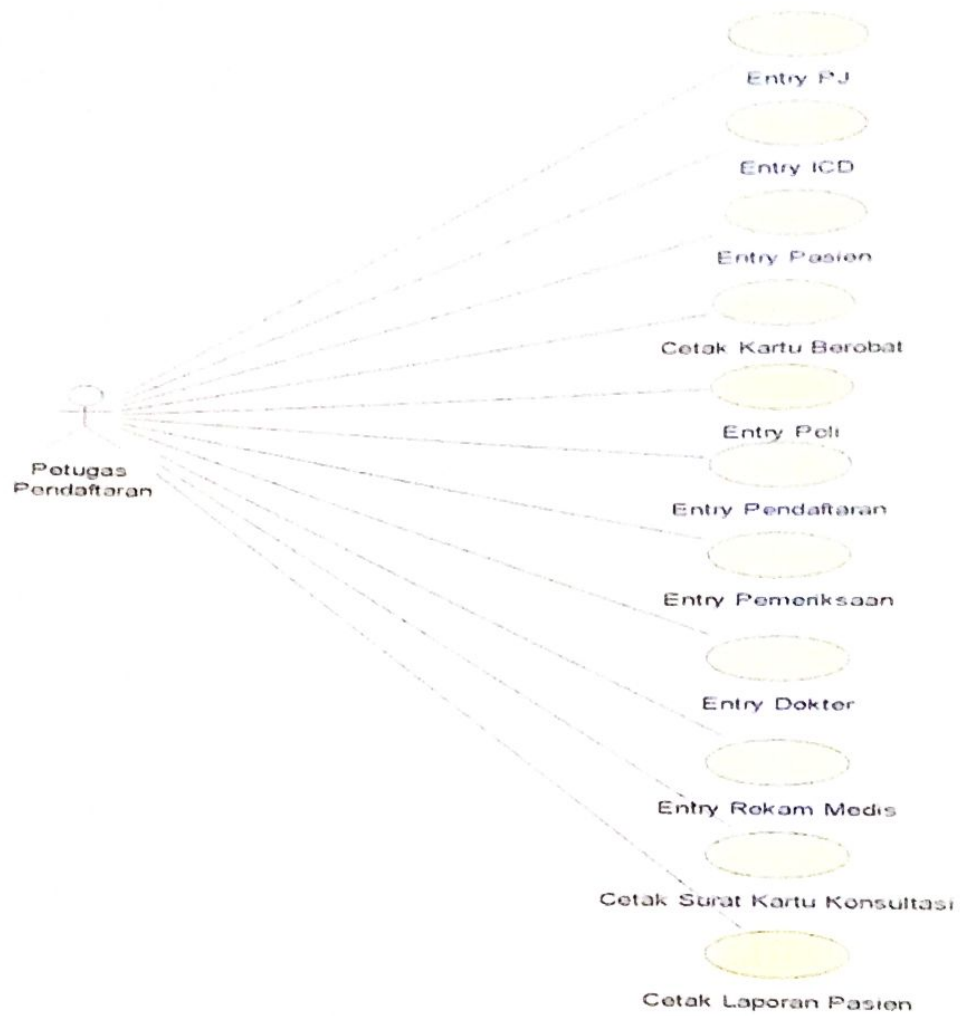 Entry PJ
Entry ICD
Entry Pasien
Cetak Kartu Berobat
Entry Poli
Petugas
Pendaftaran
Entry Pendaftaran
Entry Pemeriksaan
Entry Dokter
Entry Rekam Medis
Cetak Surat Kartu Konsultasi
Cetak Laporan Pasien